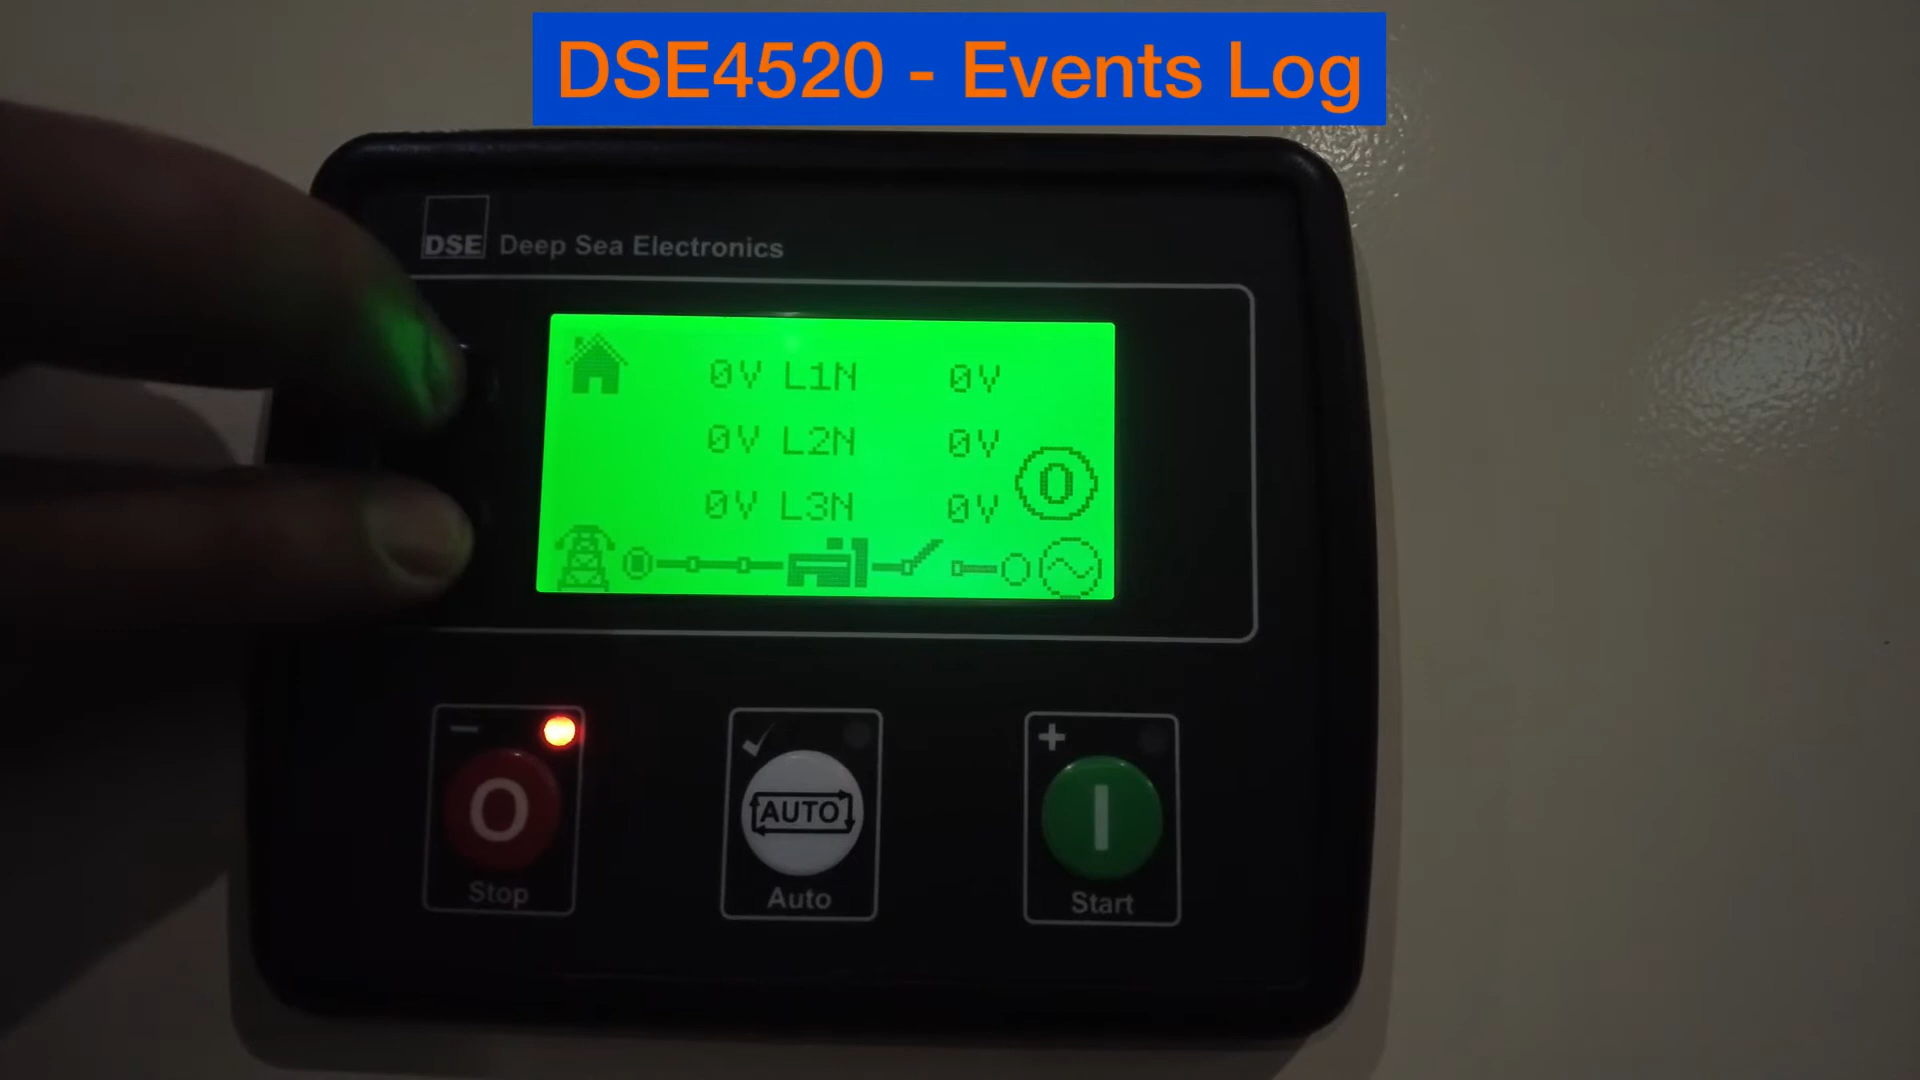 DSE4520 - Events Log
DSE Deep Sea Electronics
0V L1N 0V
0V L2N 0V
0V L3N 0V
0
O
AUTO
I
Stop
Auto
Start